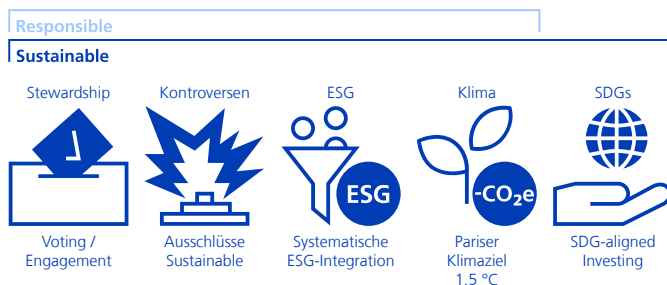 Responsible
Sustainable
Stewardship
Kontroversen
ESG
Klima
SDGs
ESG
-CO₂e
Voting /
Engagement
Ausschlüsse
Sustainable
Systematische
ESG-Integration
Pariser
Klimaziel
1,5 °C
SDG-aligned
Investing